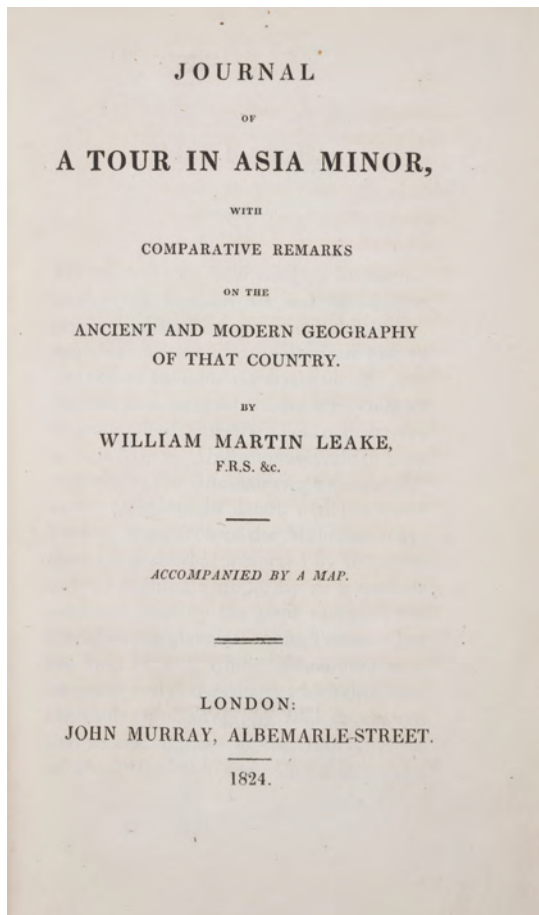 JOURNAL
OF
A TOUR IN ASIA MINOR,
WITH
COMPARATIVE REMARKS
ON THE
ANCIENT AND MODERN GEOGRAPHY
OF THAT COUNTRY.
BY
WILLIAM MARTIN LEAKE,
F.R.S. &c.
ACCOMPANIED BY A MAP.
LONDON:
JOHN MURRAY, ALBEMARLE-STREET.
1824.